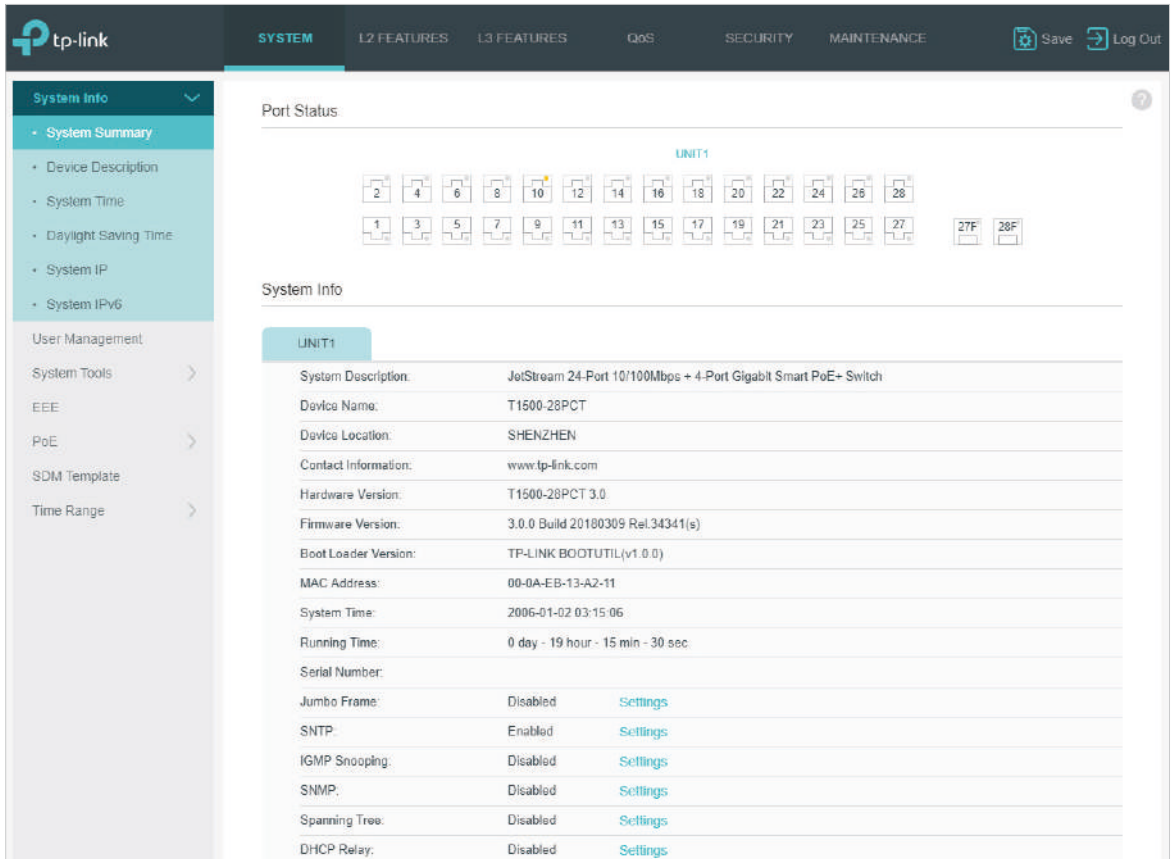 tp-link
SYSTEM L2 FEATURES L3 FEATURES QoS SECURITY MAINTENANCE Save Log Out
System Info
System Summary
Device Description
System Time
Daylight Saving Time
System IP
System IPv6
User Management
System Tools
EEE
PoE
SDM Template
Time Range
Port Status
?
UNIT1
2 4 6 8 10 12 14 16 18 20 22 24 26 28
1 3 5 7 9 11 13 15 17 19 21 23 25 27 27F 28F
System Info
UNIT1
System Description: JetStream 24-Port 10/100Mbps + 4-Port Gigabit Smart PoE+ Switch
Device Name: T1500-28PCT
Device Location: SHENZHEN
Contact Information: www.tp-link.com
Hardware Version: T1500-28PCT 3.0
Firmware Version: 3.0.0 Build 20180309 Rel.34341(s)
Boot Loader Version: TP-LINK BOOTUTIL(v1.0.0)
MAC Address: 00-0A-EB-13-A2-11
System Time: 2006-01-02 03:15:06
Running Time: 0 day - 19 hour - 15 min - 30 sec
Serial Number:
Jumbo Frame: Disabled Settings
SNTP: Enabled Settings
IGMP Snooping: Disabled Settings
SNMP: Disabled Settings
Spanning Tree: Disabled Settings
DHCP Relay: Disabled Settings